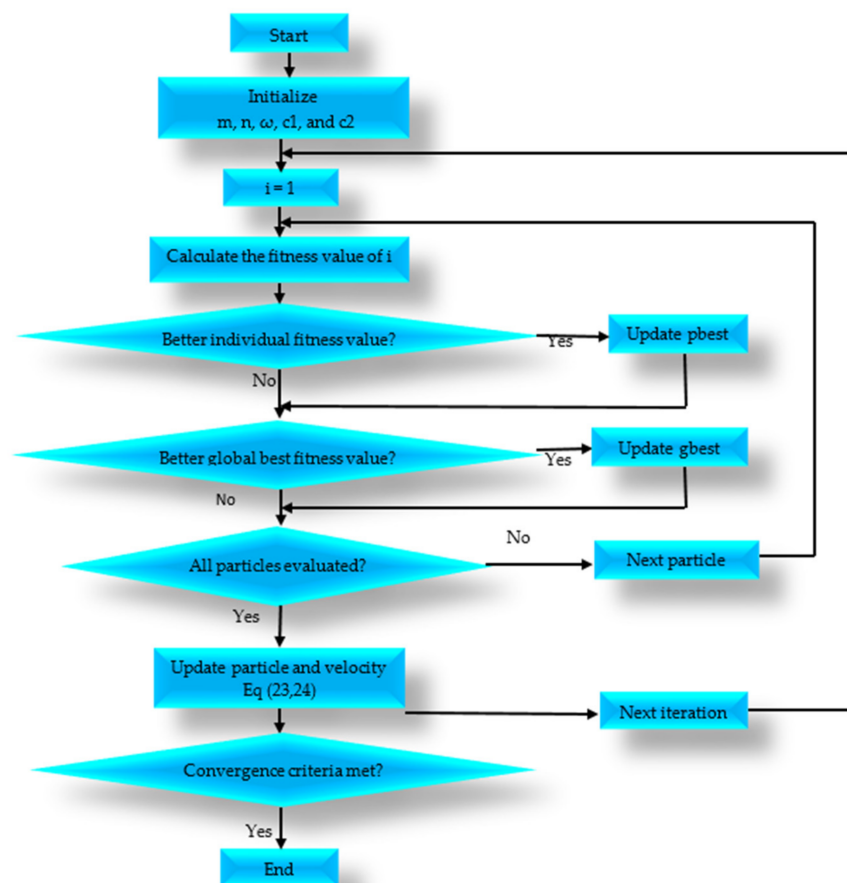 Start
Initialize
m, n, ω, c1, and c2
i = 1
Calculate the fitness value of i
Better individual fitness value?
Yes
Update pbest
No
Better global best fitness value?
Yes
Update gbest
No
All particles evaluated?
No
Next particle
Yes
Update particle and velocity
Eq (23,24)
Next iteration
Convergence criteria met?
Yes
End